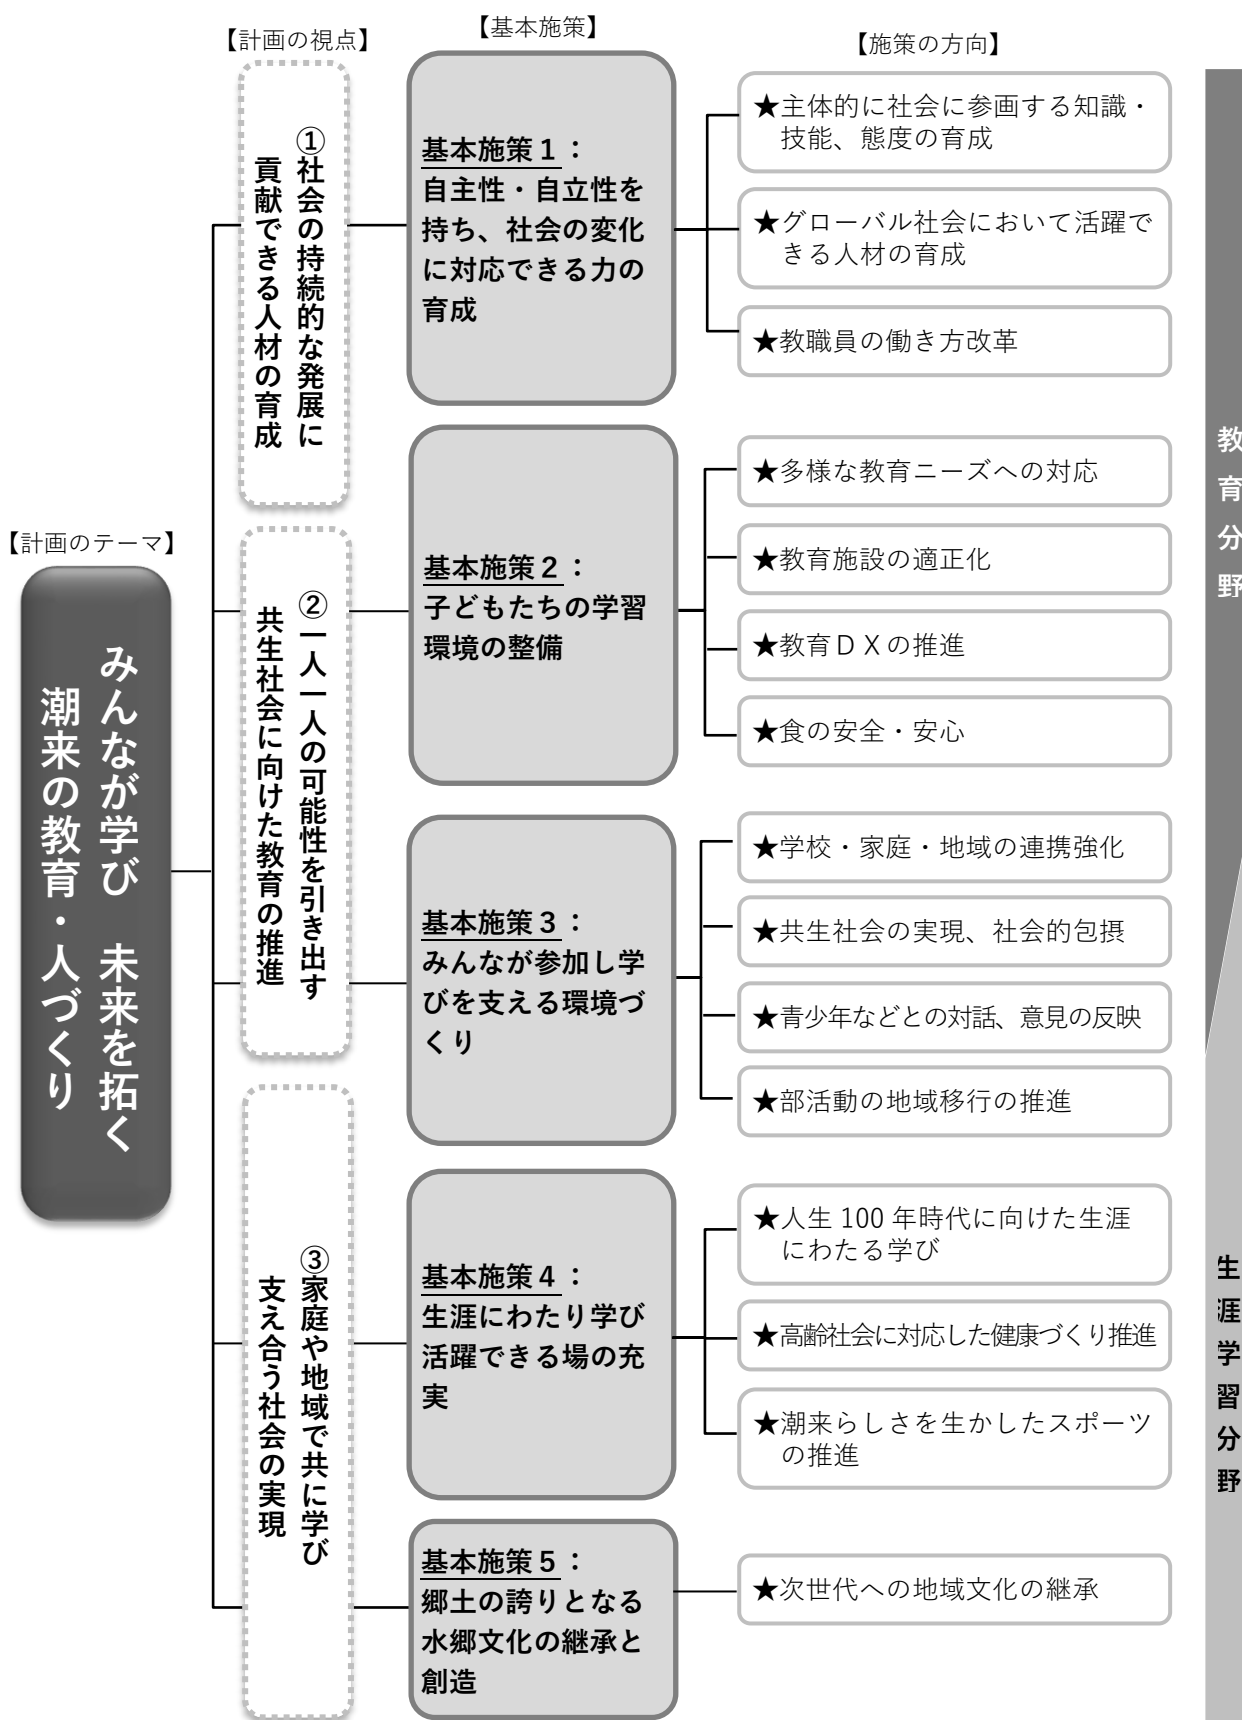 【計画のテーマ】
みんなが学び　未来を拓く
潮来の教育・人づくり
【計画の視点】
①社会の持続的な発展に
貢献できる人材の育成
②一人一人の可能性を引き出す
共生社会に向けた教育の推進
③家庭や地域で共に学び
支え合う社会の実現
【基本施策】
基本施策１：
自主性・自立性を
持ち、社会の変化
に対応できる力の
育成
基本施策２：
子どもたちの学習
環境の整備
基本施策３：
みんなが参加し学
びを支える環境づ
くり
基本施策４：
生涯にわたり学び
活躍できる場の充
実
基本施策５：
郷土の誇りとなる
水郷文化の継承と
創造
【施策の方向】
★主体的に社会に参画する知識・
技能、態度の育成
★グローバル社会において活躍で
きる人材の育成
★教職員の働き方改革
★多様な教育ニーズへの対応
★教育施設の適正化
★教育ＤＸの推進
★食の安全・安心
★学校・家庭・地域の連携強化
★共生社会の実現、社会的包摂
★青少年などとの対話、意見の反映
★部活動の地域移行の推進
★人生 100 年時代に向けた生涯
にわたる学び
★高齢社会に対応した健康づくり推進
★潮来らしさを生かしたスポーツ
の推進
★次世代への地域文化の継承
教育分野
生涯学習分野